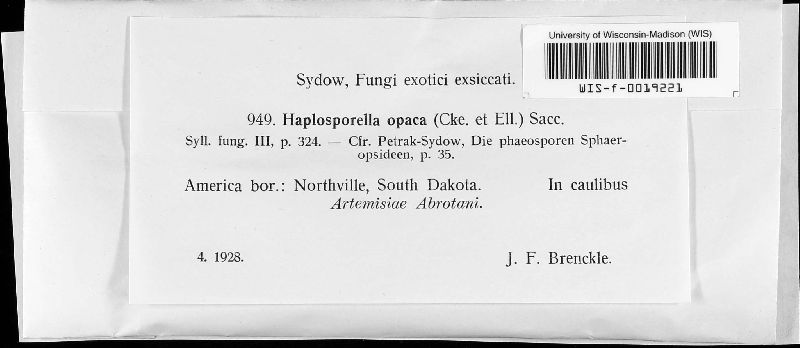 University of Wisconsin-Madison (WIS)
WIS-f-0019221
Sydow, Fungi exotici exsiccati.
949. Haplosporella opaca (Cke. et Ell.) Sacc.
Syll. fung. III, p. 324. — Cfr. Petrak-Sydow, Die phaeosporen Sphaer-
opsideen, p. 35.
America bor.: Northville, South Dakota. In caulibus
Artemisiae Abrotani.
4. 1928. J. F. Brenckle.